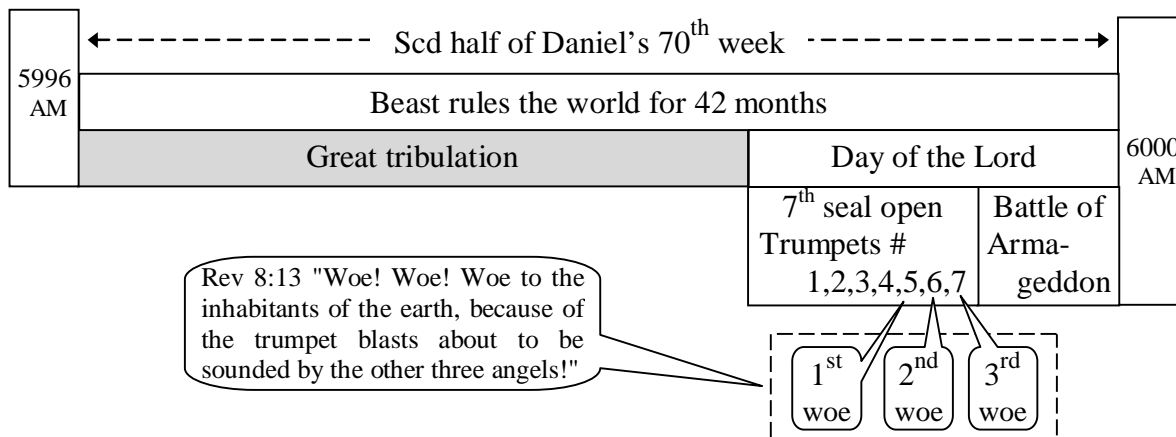 Scd half of Daniel's 70th week
5996
AM
Beast rules the world for 42 months
Great tribulation
Day of the Lord
6000
AM
7th seal open
Trumpets #
1,2,3,4,5,6,7
Battle of
Arma-
geddon
Rev 8:13 "Woe! Woe! Woe to the
inhabitants of the earth, because of
the trumpet blasts about to be
sounded by the other three angels!"
1st
woe
2nd
woe
3rd
woe